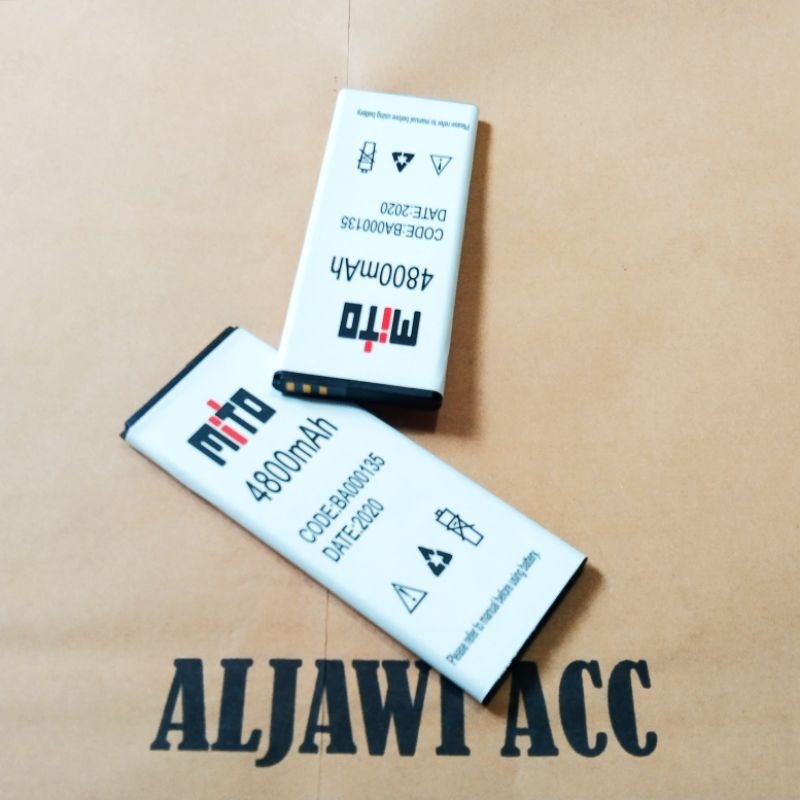 Please refer to manual before using battery
DATE:2020
CODE:BA000135
4800mAh
mito
mito
4800mAh
CODE:BA000135
DATE:2020
Please refer to manual before using battery.
ALJAWI ACC